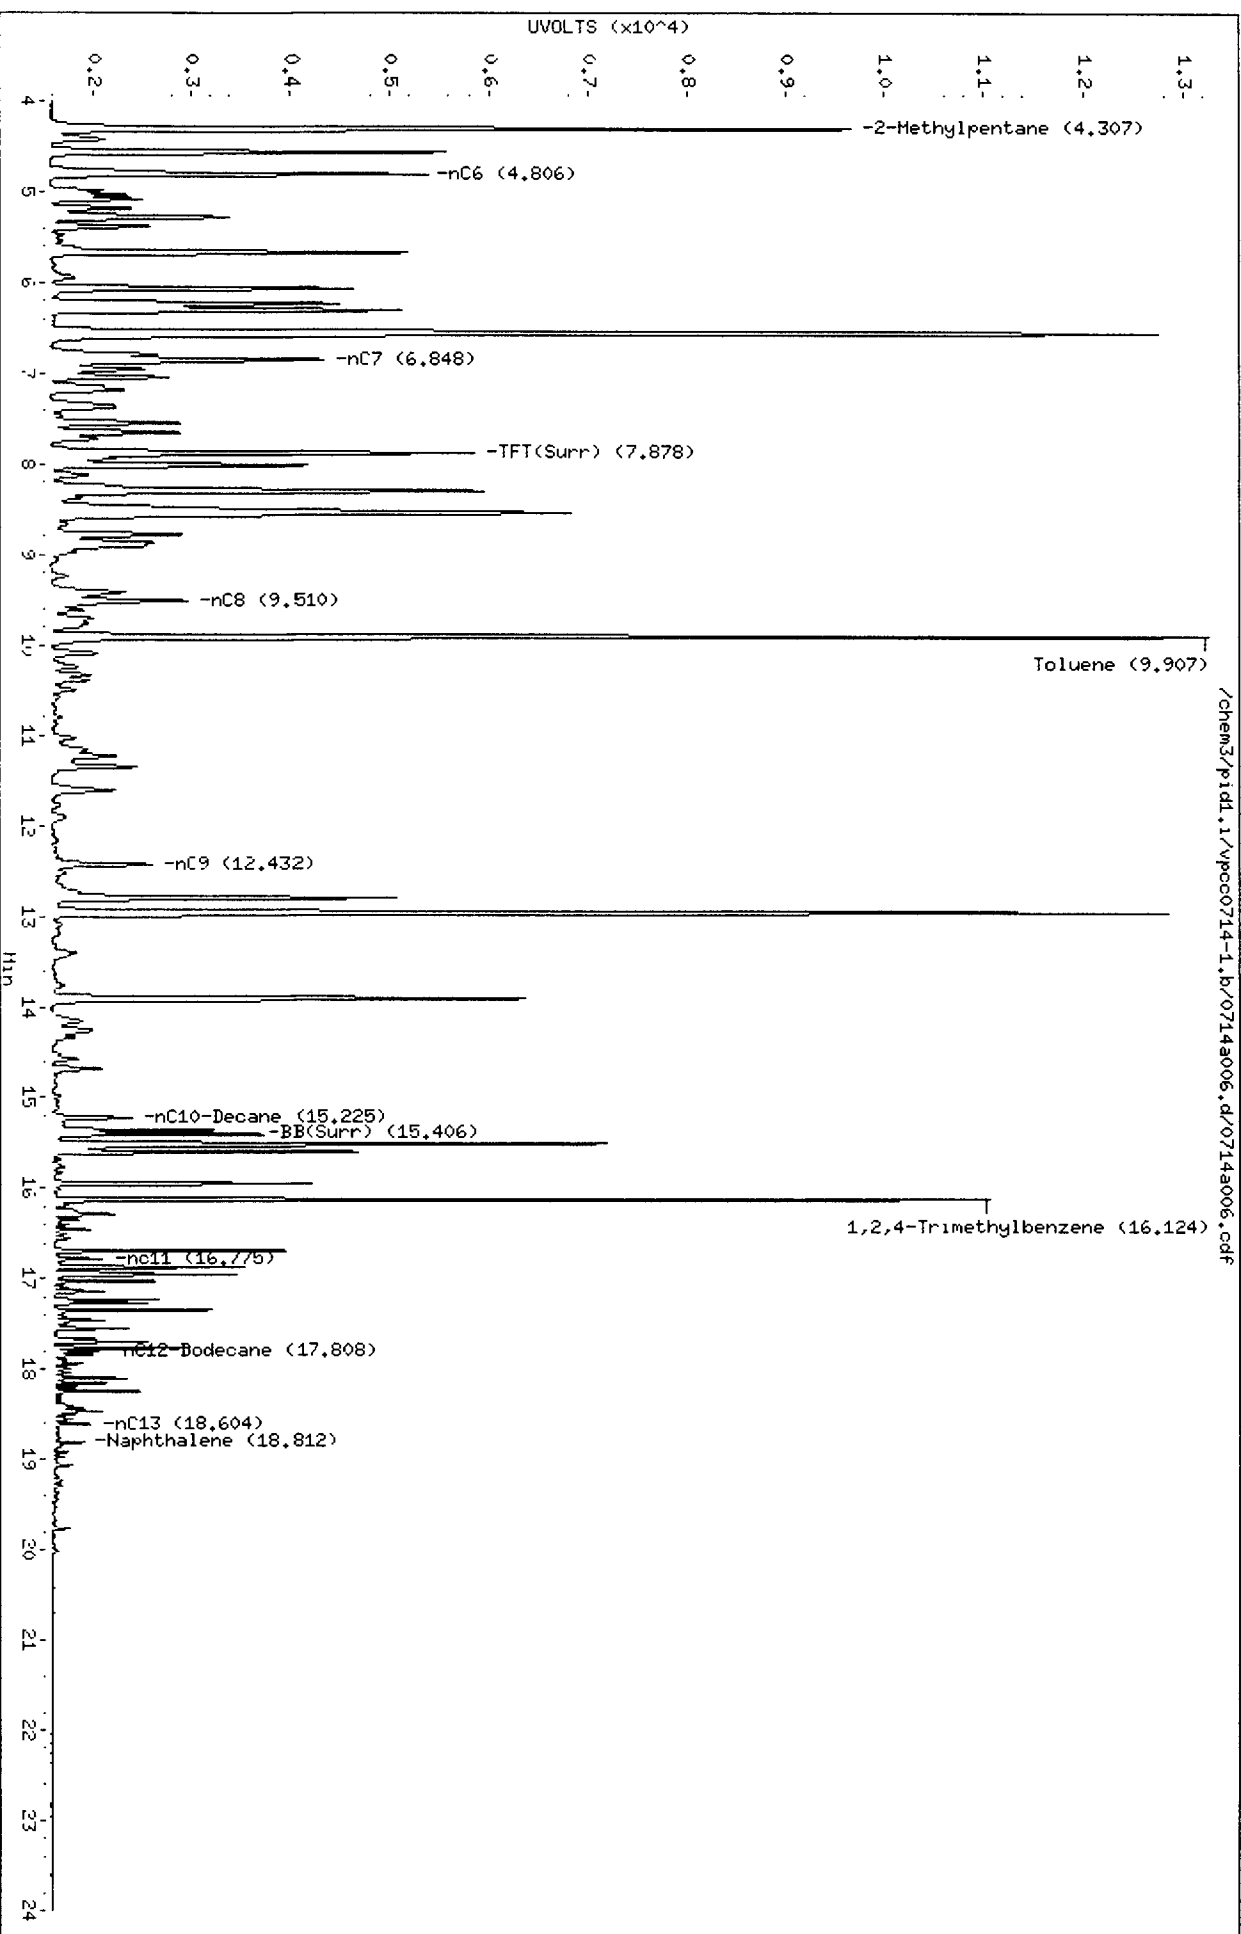 /chem3/pid1.i/vpcc0714-1.b/0714a006.d/0714a006.cdf
UVOLTS (x10^4)
0.2
0.3
0.4
0.5
0.6
0.7
0.8
0.9
1.0
1.1
1.2
1.3
-2-Methylpentane (4.307)
-nC6 (4.806)
-nC7 (6.848)
-TFT(Surr) (7.878)
-nC8 (9.510)
Toluene (9.907)
-nC9 (12.432)
-nC10-Decane (15.225)
-BB(Surr) (15.406)
1,2,4-Trimethylbenzene (16.124)
-nc11 (16.775)
nC12-Dodecane (17.808)
-nC13 (18.604)
-Naphthalene (18.812)
4
5
6
7
8
9
10
11
12
13
14
15
16
17
18
19
20
21
22
23
24
Min